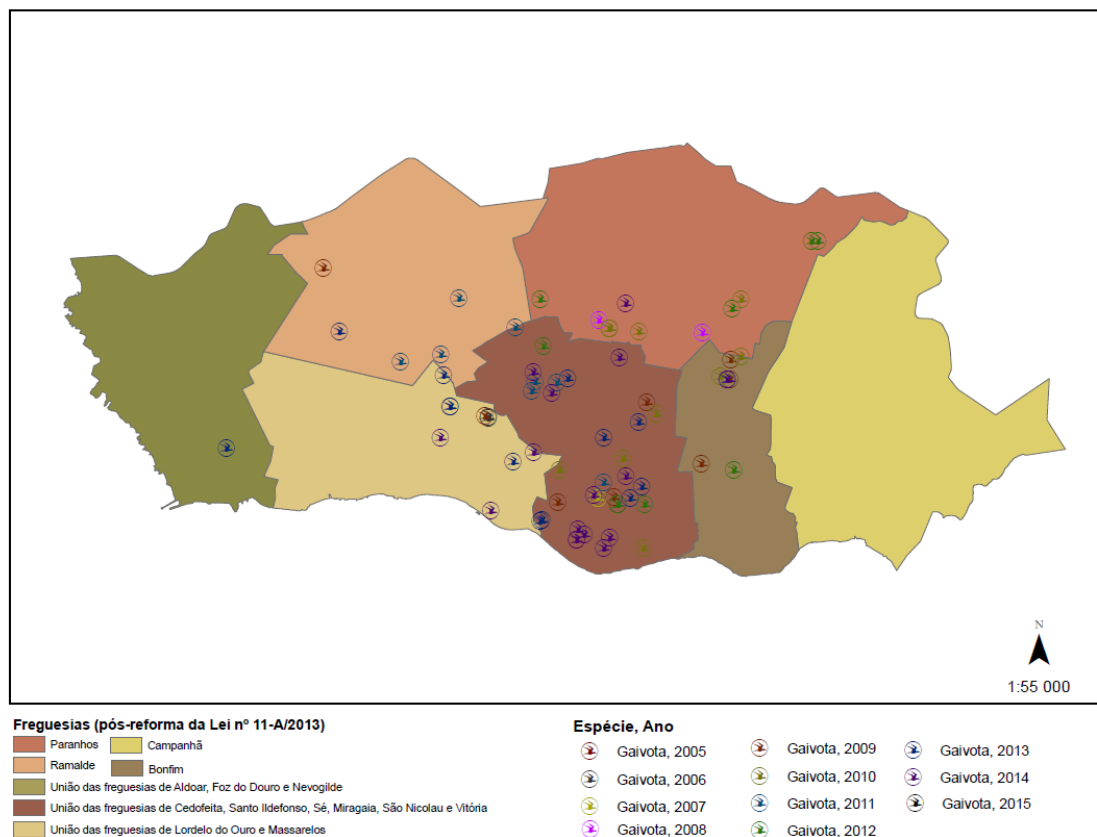 N
1:55 000
Freguesias (pós-reforma da Lei nº 11-A/2013)
Paranhos
Campanhã
Ramalde
Bonfim
União das freguesias de Aldoar, Foz do Douro e Nevogilde
União das freguesias de Cedofeita, Santo Ildefonso, Sé, Miragaia, São Nicolau e Vitória
União das freguesias de Lordelo do Ouro e Massarelos
Espécie, Ano
Gaivota, 2005
Gaivota, 2006
Gaivota, 2007
Gaivota, 2008
Gaivota, 2009
Gaivota, 2010
Gaivota, 2011
Gaivota, 2012
Gaivota, 2013
Gaivota, 2014
Gaivota, 2015